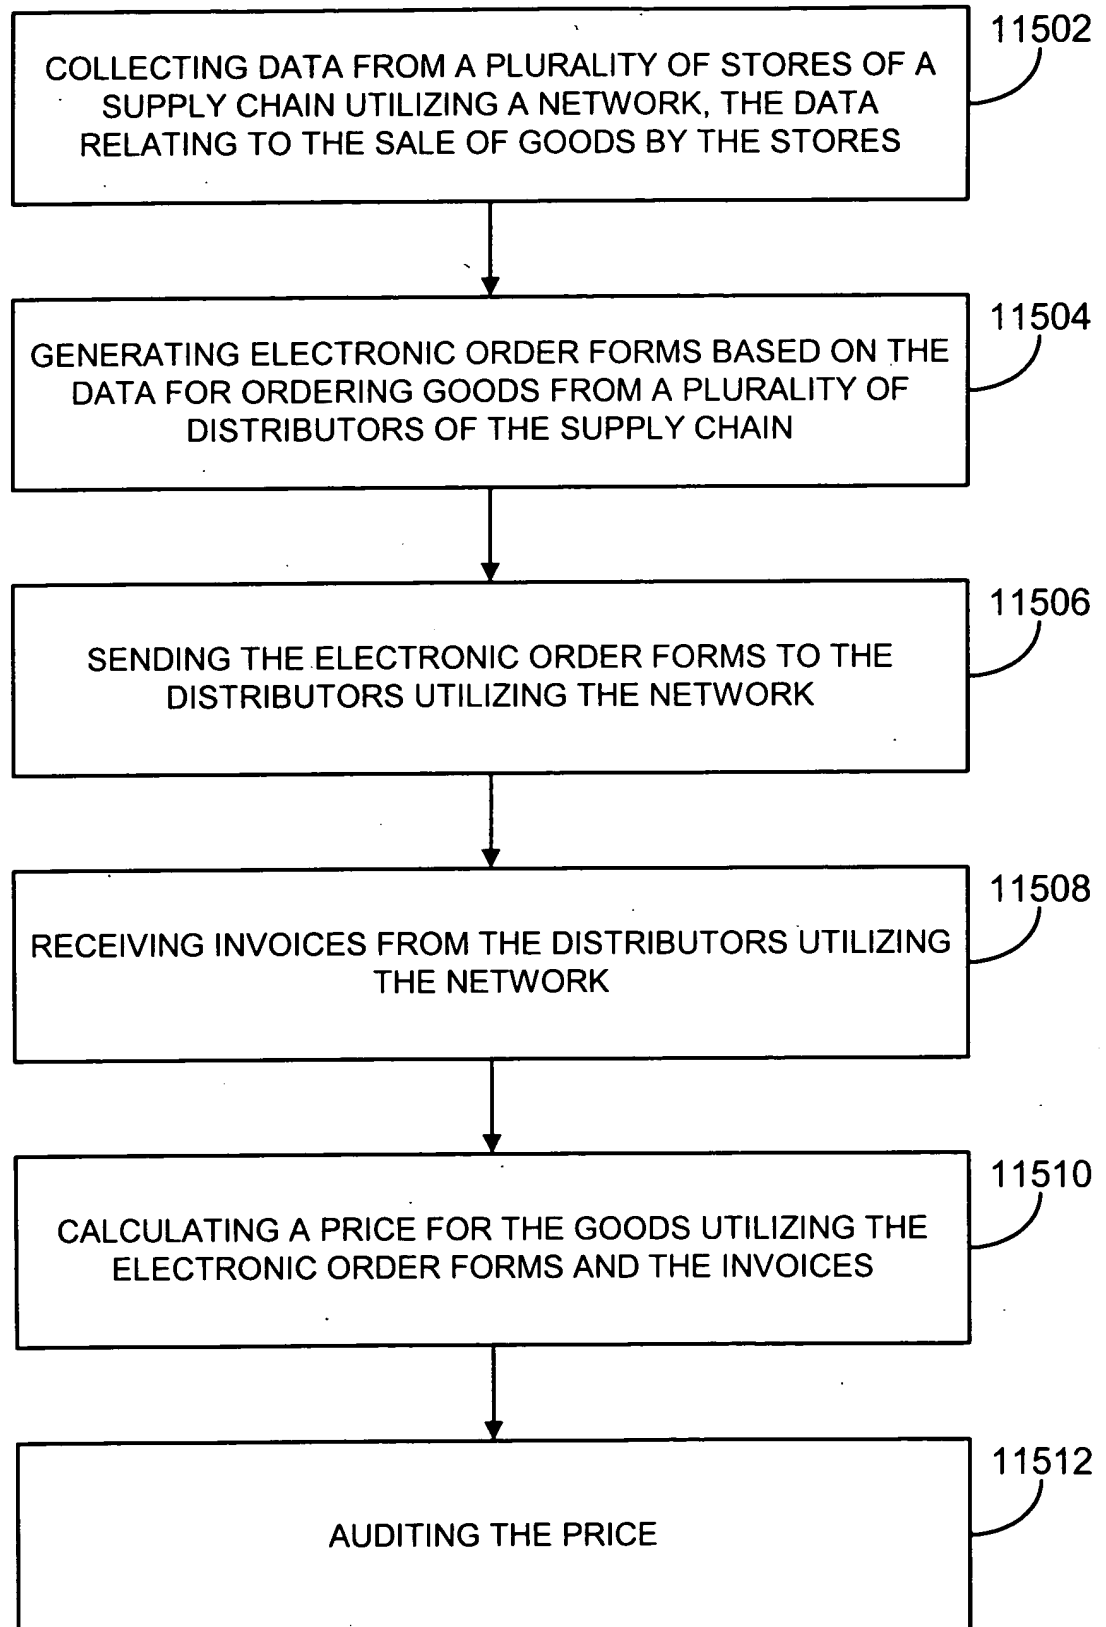 11502
COLLECTING DATA FROM A PLURALITY OF STORES OF A
SUPPLY CHAIN UTILIZING A NETWORK, THE DATA
RELATING TO THE SALE OF GOODS BY THE STORES
11504
GENERATING ELECTRONIC ORDER FORMS BASED ON THE
DATA FOR ORDERING GOODS FROM A PLURALITY OF
DISTRIBUTORS OF THE SUPPLY CHAIN
11506
SENDING THE ELECTRONIC ORDER FORMS TO THE
DISTRIBUTORS UTILIZING THE NETWORK
11508
RECEIVING INVOICES FROM THE DISTRIBUTORS UTILIZING
THE NETWORK
11510
CALCULATING A PRICE FOR THE GOODS UTILIZING THE
ELECTRONIC ORDER FORMS AND THE INVOICES
11512
AUDITING THE PRICE